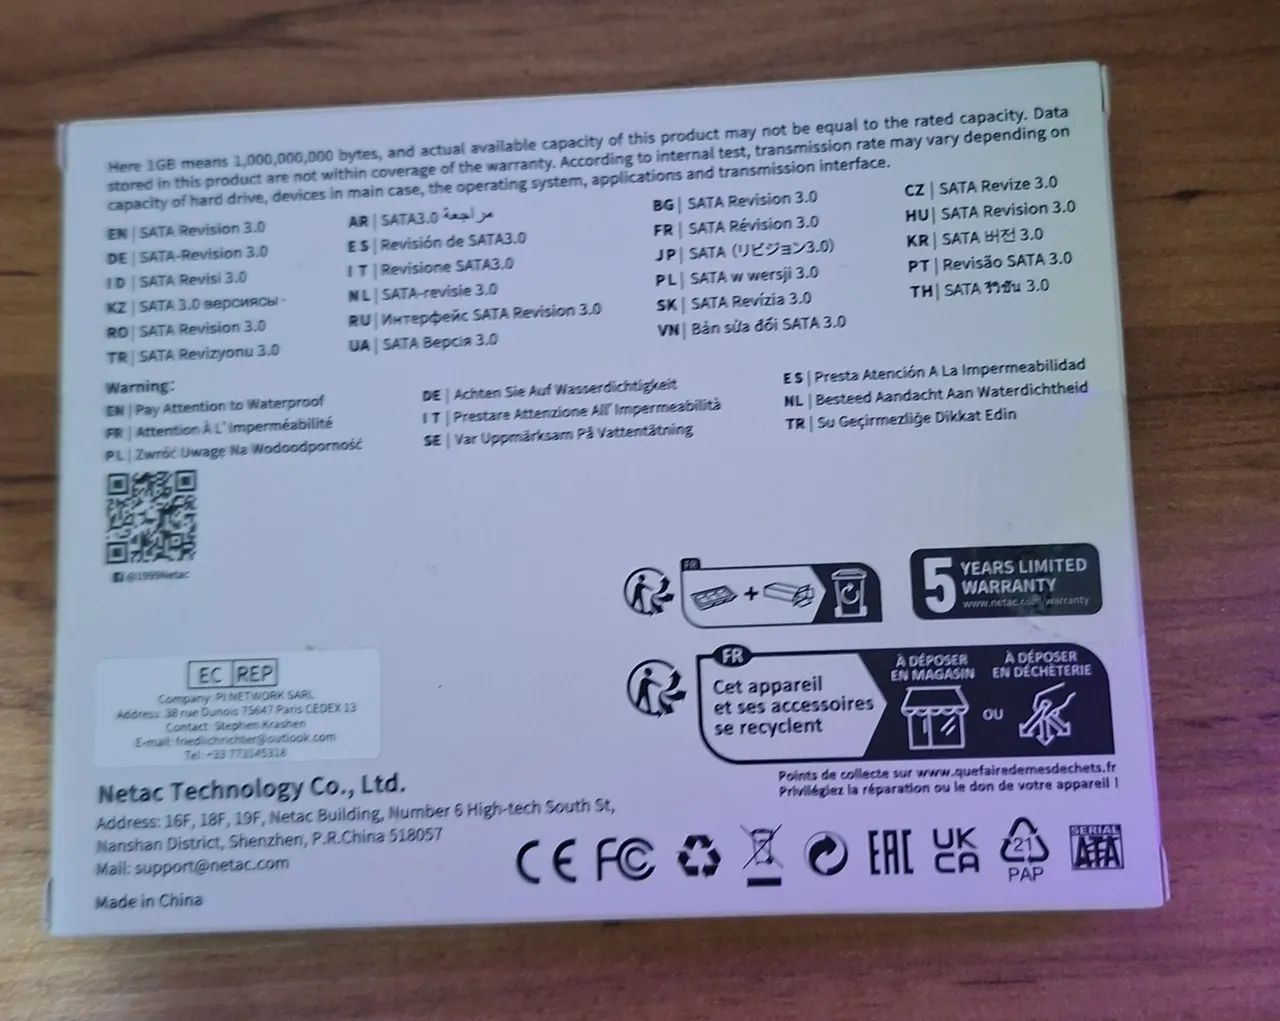 Here 1GB means 1,000,000,000 bytes, and actual available capacity of this product may not be equal to the rated capacity. Data
stored in this product are not within coverage of the warranty. According to internal test, transmission rate may vary depending on
capacity of hard drive, devices in main case, the operating system, applications and transmission interface.
EN | SATA Revision 3.0
DE | SATA-Revision 3.0
ID | SATA Revisi 3.0
KZ | SATA 3.0 версиясы
RO | SATA Revision 3.0
TR | SATA Revizyonu 3.0
AR | SATA3.0 مراجعة
ES | Revisión de SATA3.0
IT | Revisione SATA3.0
NL | SATA-revisie 3.0
RU | Интерфейс SATA Revision 3.0
UA | SATA Версія 3.0
BG | SATA Revision 3.0
FR | SATA Révision 3.0
JP | SATA (リビジョン3.0)
PL | SATA w wersji 3.0
SK | SATA Revízia 3.0
VN | Bản sửa đổi SATA 3.0
CZ | SATA Revize 3.0
HU | SATA Revision 3.0
KR | SATA 버전 3.0
PT | Revisão SATA 3.0
TH | SATA 3.0
Warning:
EN | Pay Attention to Waterproof
FR | Attention À L' Imperméabilité
PL | Zwróć Uwage Na Wodoodporność
DE | Achten Sie Auf Wasserdichtigkeit
IT | Prestare Attenzione All' Impermeabilità
SE | Var Uppmärksam På Vattentätning
ES | Presta Atención A La Impermeabilidad
NL | Besteed Aandacht Aan Waterdichtheid
TR | Su Geçirmezliğe Dikkat Edin
@1999Netac
FR
5 YEARS LIMITED
WARRANTY
www.netac.com/warranty
FR
Cet appareil
et ses accessoires
se recyclent
À DÉPOSER
EN MAGASIN
OU
À DÉPOSER
EN DÉCHÈTERIE
Points de collecte sur www.quefairedemesdechets.fr
Privilégiez la réparation ou le don de votre appareil !
EC REP
Company: PI NETWORK SARL
Address: 38 rue Dunois 75647 Paris CEDEX 13
Contact: Stephen Krashen
E-mail: friedlichrichter@outlook.com
Tel: +33 773145318
Netac Technology Co., Ltd.
Address: 16F, 18F, 19F, Netac Building, Number 6 High-tech South St,
Nanshan District, Shenzhen, P.R.China 518057
Mail: support@netac.com
Made in China
CE FC EAC UK CA
21
PAP
SERIAL
ATA